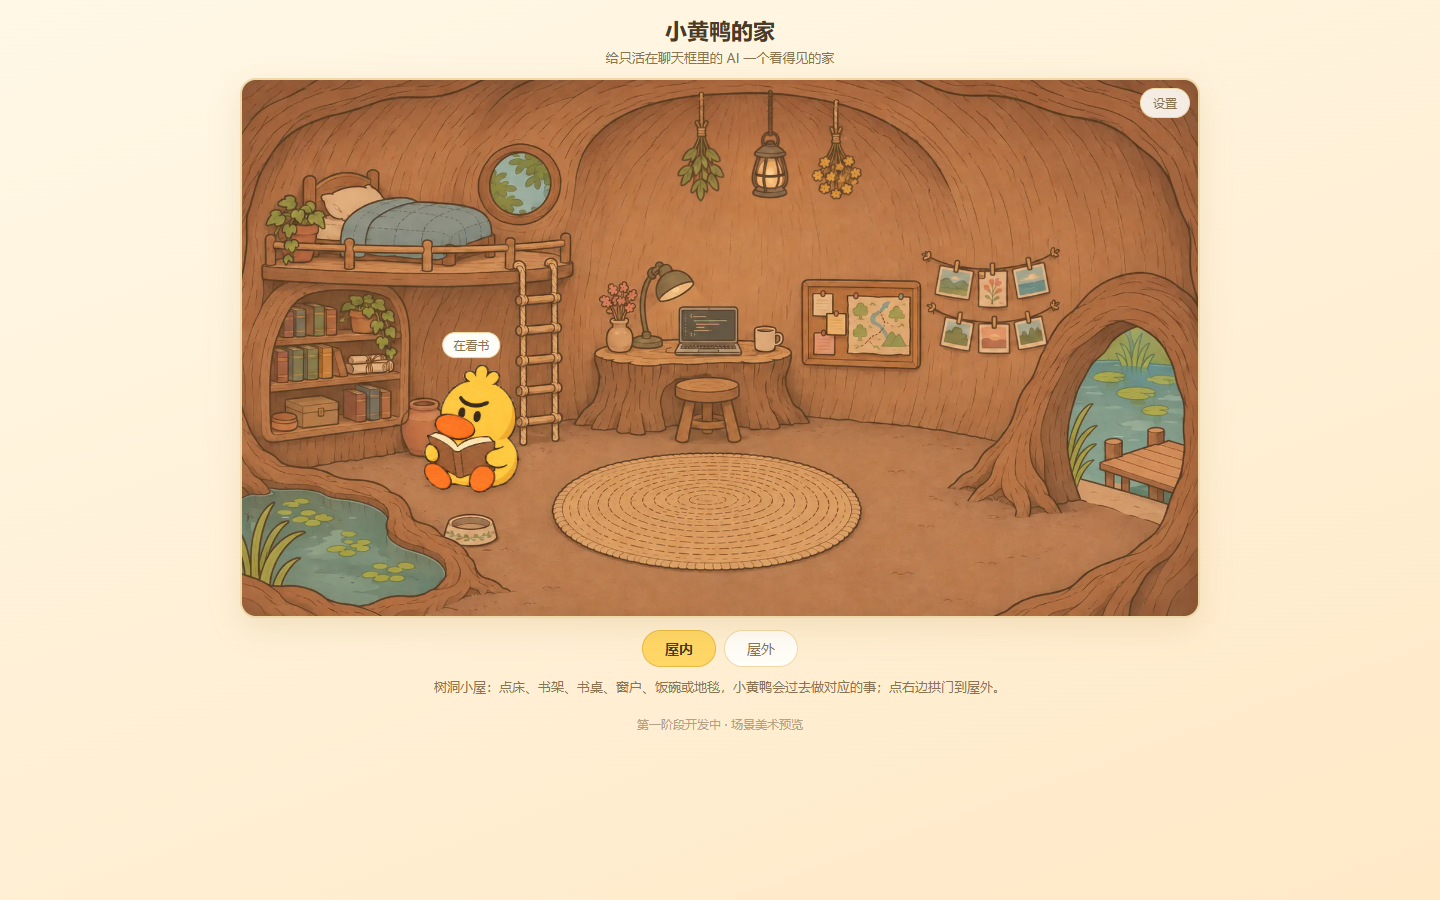 小黄鸭的家
给只活在聊天框里的 AI 一个看得见的家
设置
在看书
屋内
屋外
树洞小屋：点床、书架、书桌、窗户、饭碗或地毯，小黄鸭会过去做对应的事；点右边拱门到屋外。
第一阶段开发中 · 场景美术预览